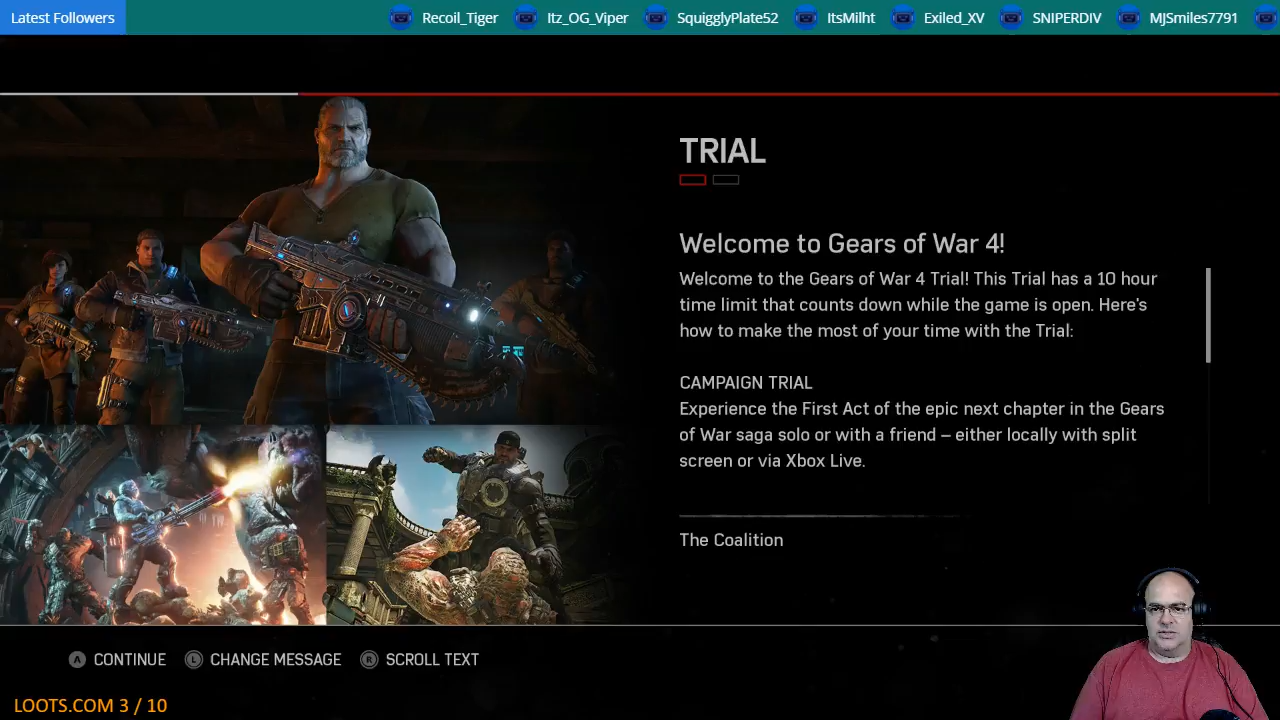 Latest Followers
Recoil_Tiger Itz_OG_Viper SquigglyPlate52 ItsMilht Exiled_XV SNIPERDIV MJSmiles7791
TRIAL
Welcome to Gears of War 4!
Welcome to the Gears of War 4 Trial! This Trial has a 10 hour
time limit that counts down while the game is open. Here's
how to make the most of your time with the Trial:
CAMPAIGN TRIAL
Experience the First Act of the epic next chapter in the Gears
of War saga solo or with a friend – either locally with split
screen or via Xbox Live.
The Coalition
A CONTINUE L CHANGE MESSAGE R SCROLL TEXT
LOOTS.COM 3 / 10